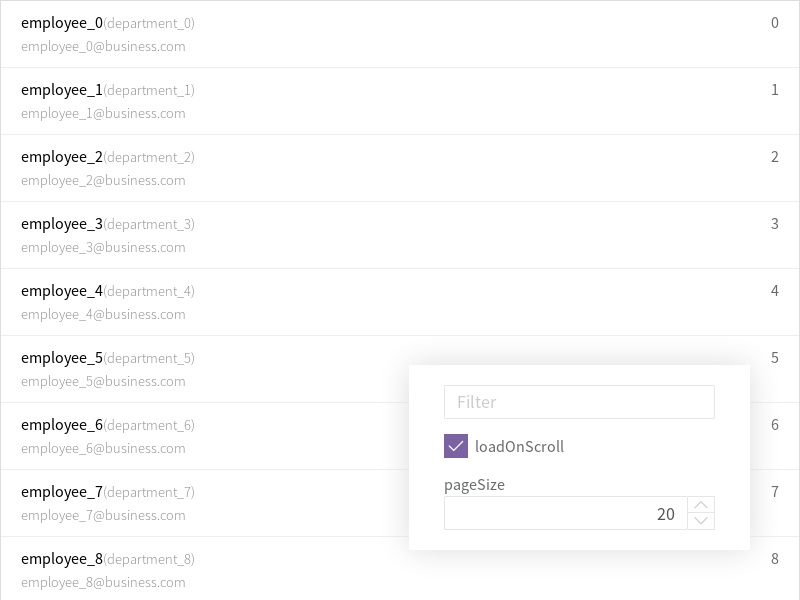 employee_0(department_0) 0
employee_0@business.com
employee_1(department_1) 1
employee_1@business.com
employee_2(department_2) 2
employee_2@business.com
employee_3(department_3) 3
employee_3@business.com
employee_4(department_4) 4
employee_4@business.com
employee_5(department_5) 5
employee_5@business.com
employee_6(department_6) 6
employee_6@business.com
employee_7(department_7) 7
employee_7@business.com
employee_8(department_8) 8
employee_8@business.com
Filter
loadOnScroll
pageSize
20